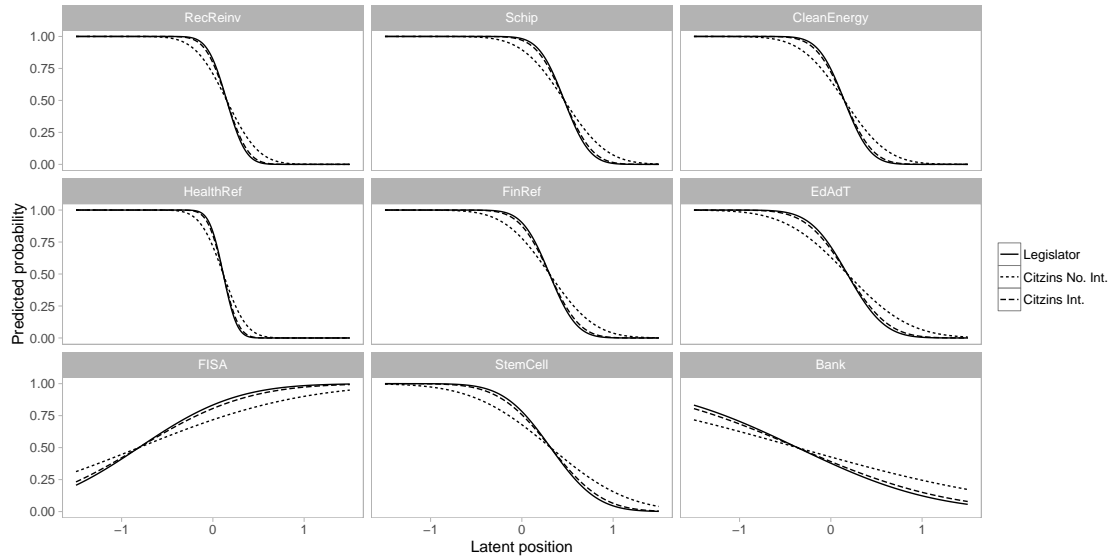 RecReinv Schip CleanEnergy
1.00
0.75
0.50
0.25
0.00
HealthRef FinRef EdAdT
1.00
0.75
0.50
0.25
0.00
FISA StemCell Bank
1.00
0.75
0.50
0.25
0.00
−1 0 1 −1 0 1 −1 0 1
Latent position
Predicted probability
Legislator
Citzins No. Int.
Citzins Int.